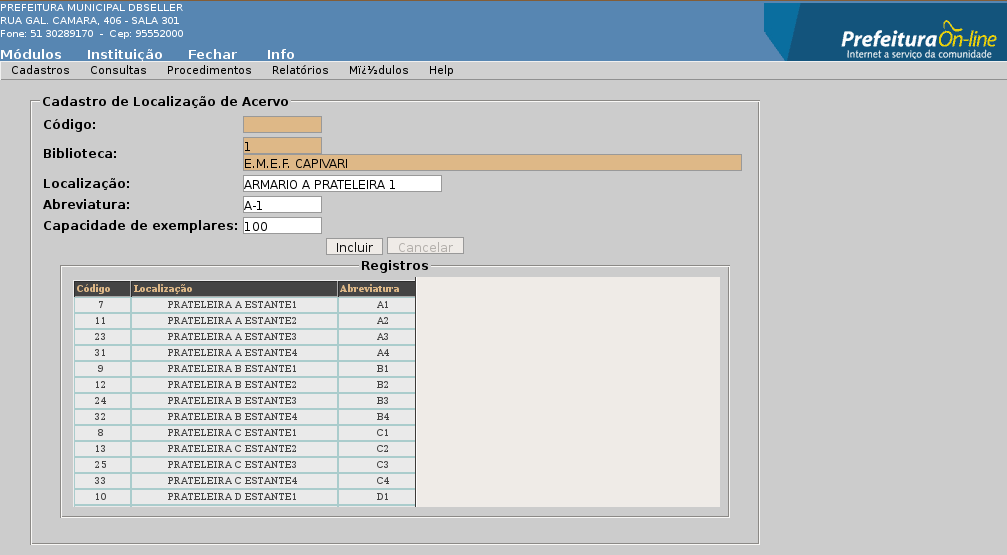 PREFEITURA MUNICIPAL DBSELLER
RUA GAL. CAMARA, 406 - SALA 301
Fone: 51 30289170 - Cep: 95552000
Módulos Instituição Fechar Info
PrefeituraOn-line
Internet a serviço da comunidade
Cadastros Consultas Procedimentos Relatórios Mï¿½dulos Help
Cadastro de Localização de Acervo
Código:
Biblioteca: 1
E.M.E.F. CAPIVARI
Localização: ARMARIO A PRATELEIRA 1
Abreviatura: A-1
Capacidade de exemplares: 100
Incluir Cancelar
Registros
Código Localização Abreviatura
7 PRATELEIRA A ESTANTE1 A1
11 PRATELEIRA A ESTANTE2 A2
23 PRATELEIRA A ESTANTE3 A3
31 PRATELEIRA A ESTANTE4 A4
9 PRATELEIRA B ESTANTE1 B1
12 PRATELEIRA B ESTANTE2 B2
24 PRATELEIRA B ESTANTE3 B3
32 PRATELEIRA B ESTANTE4 B4
8 PRATELEIRA C ESTANTE1 C1
13 PRATELEIRA C ESTANTE2 C2
25 PRATELEIRA C ESTANTE3 C3
33 PRATELEIRA C ESTANTE4 C4
10 PRATELEIRA D ESTANTE1 D1